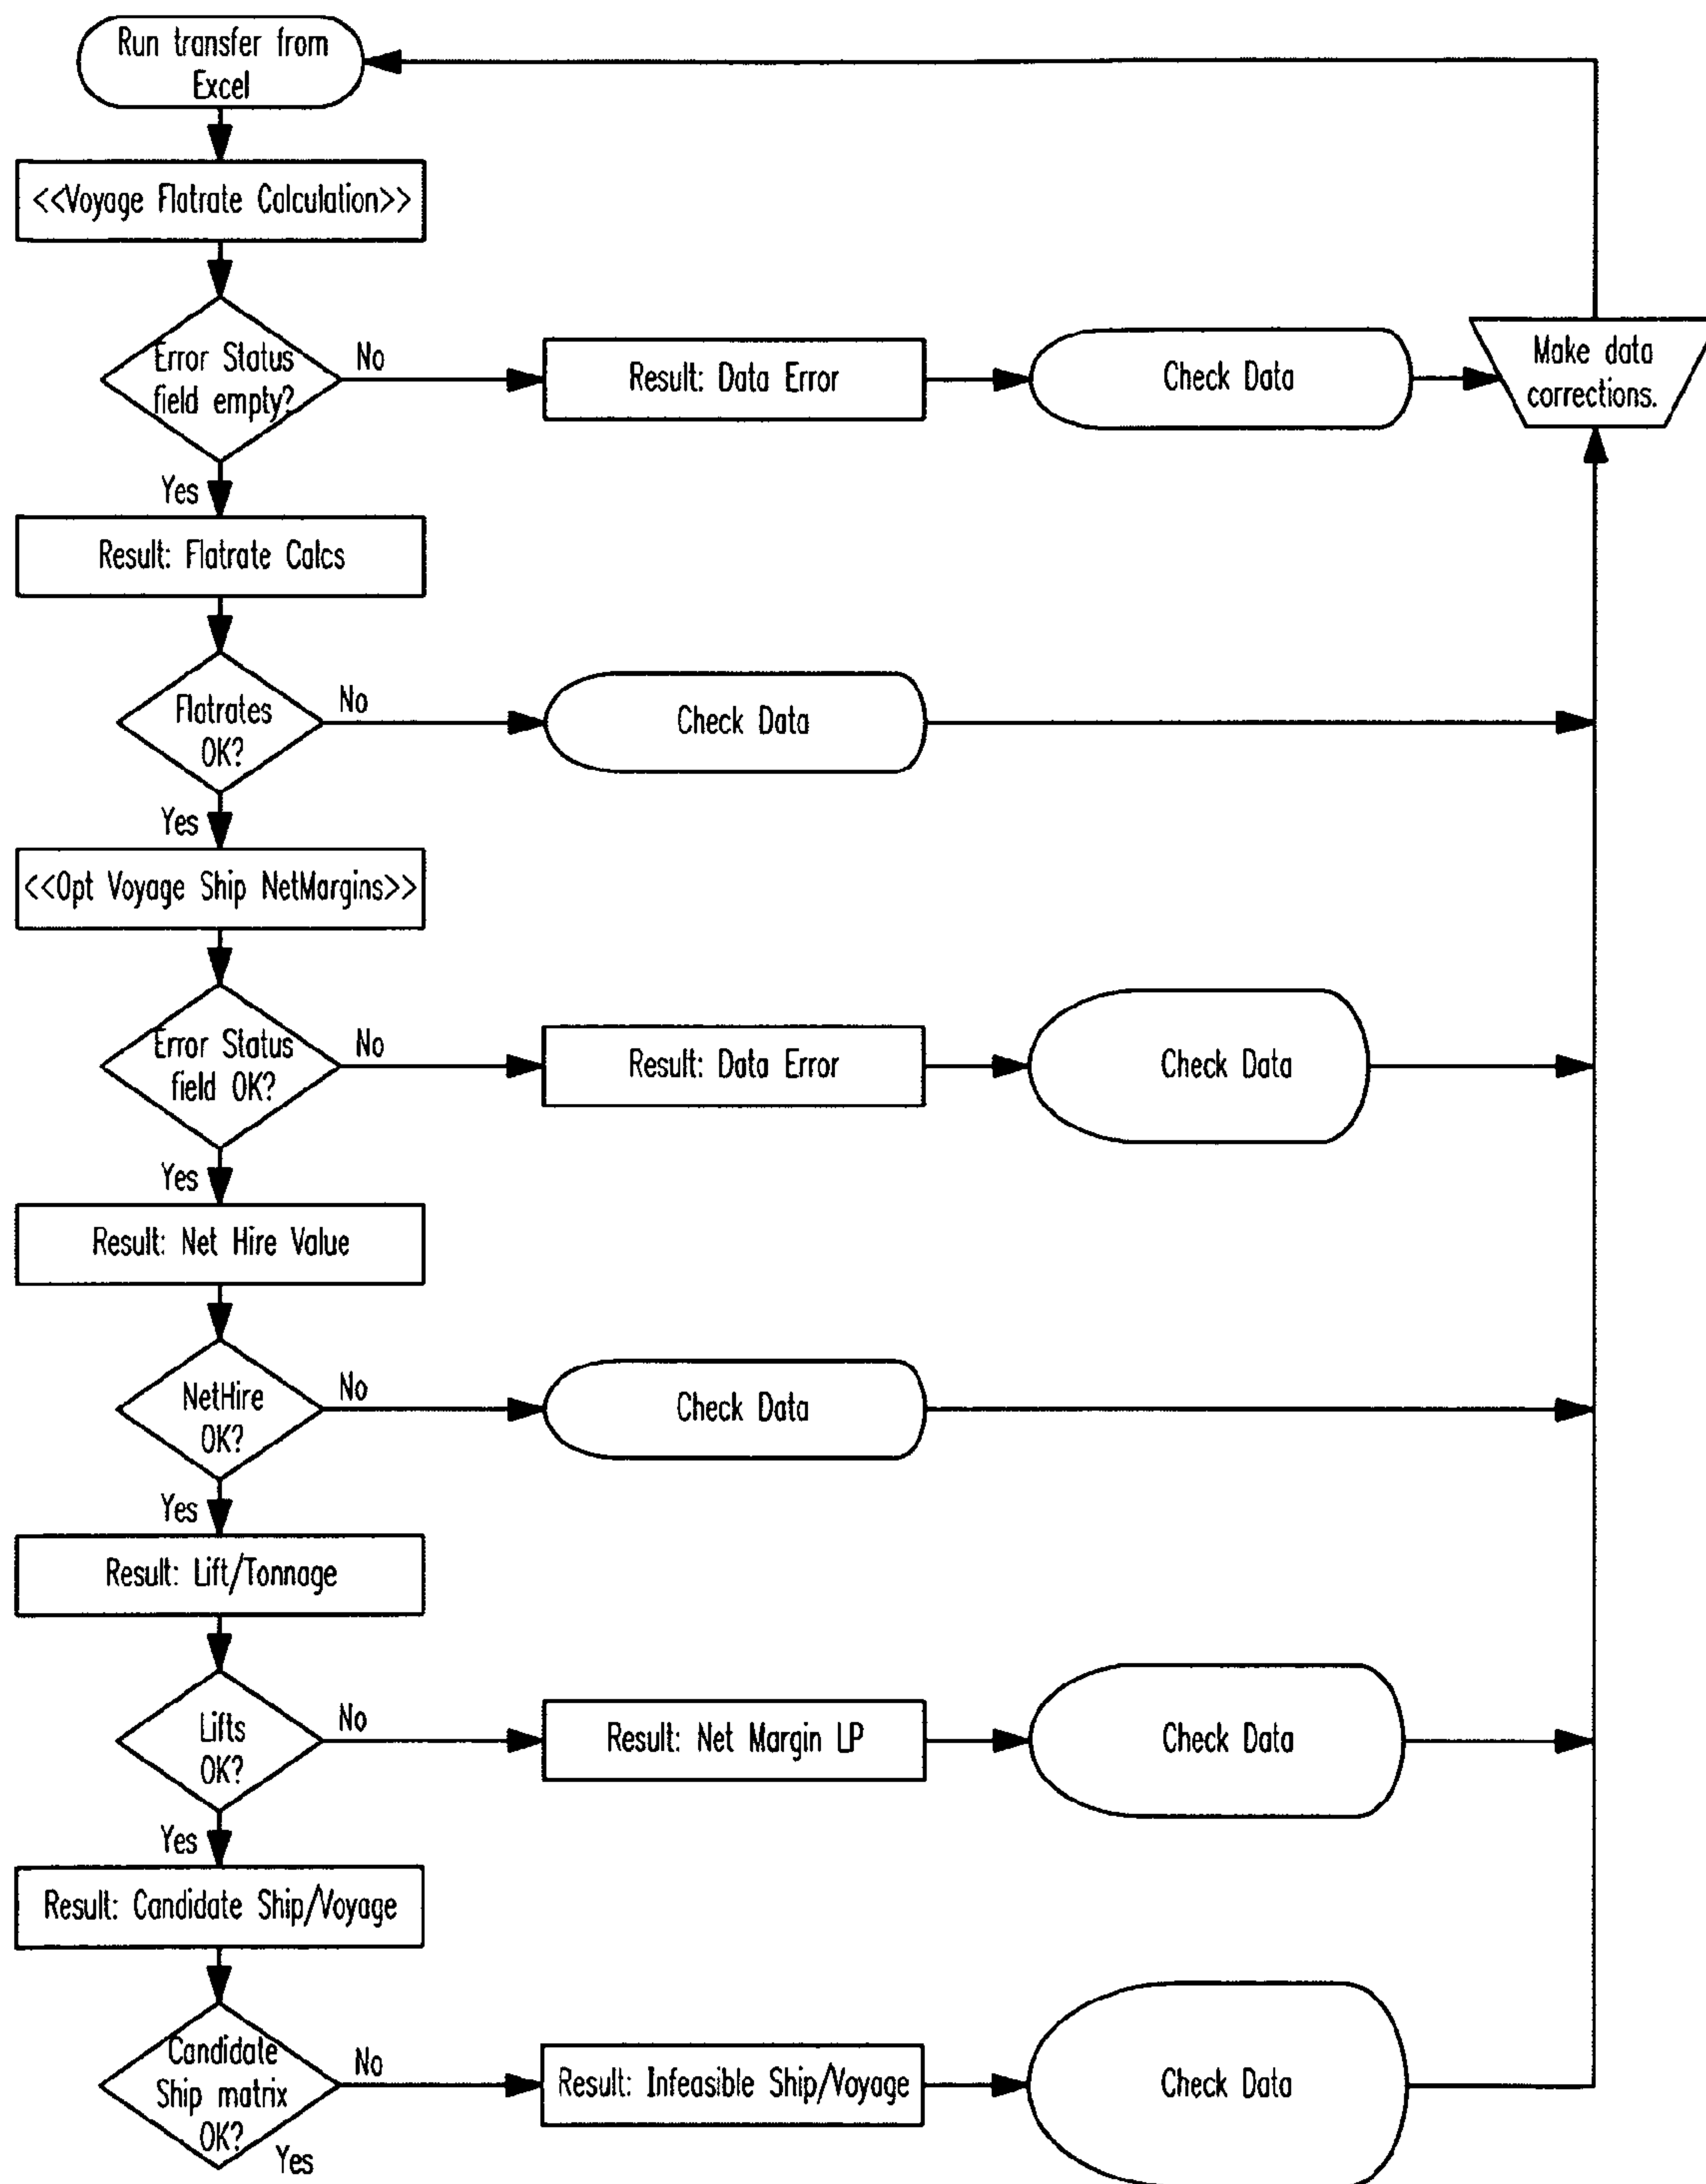 Run transfer from
Excel
<<Voyage Flatrate Calculation>>
Error Status
field empty?
No
Result: Data Error
Check Data
Make data
corrections.
Yes
Result: Flatrate Calcs
Flatrates
OK?
No
Check Data
Yes
<<Opt Voyage Ship NetMargins>>
Error Status
field OK?
No
Result: Data Error
Check Data
Yes
Result: Net Hire Value
NetHire
OK?
No
Check Data
Yes
Result: Lift/Tonnage
Lifts
OK?
No
Result: Net Margin LP
Check Data
Yes
Result: Candidate Ship/Voyage
Candidate
Ship matrix
OK?
No
Result: Infeasible Ship/Voyage
Check Data
Yes